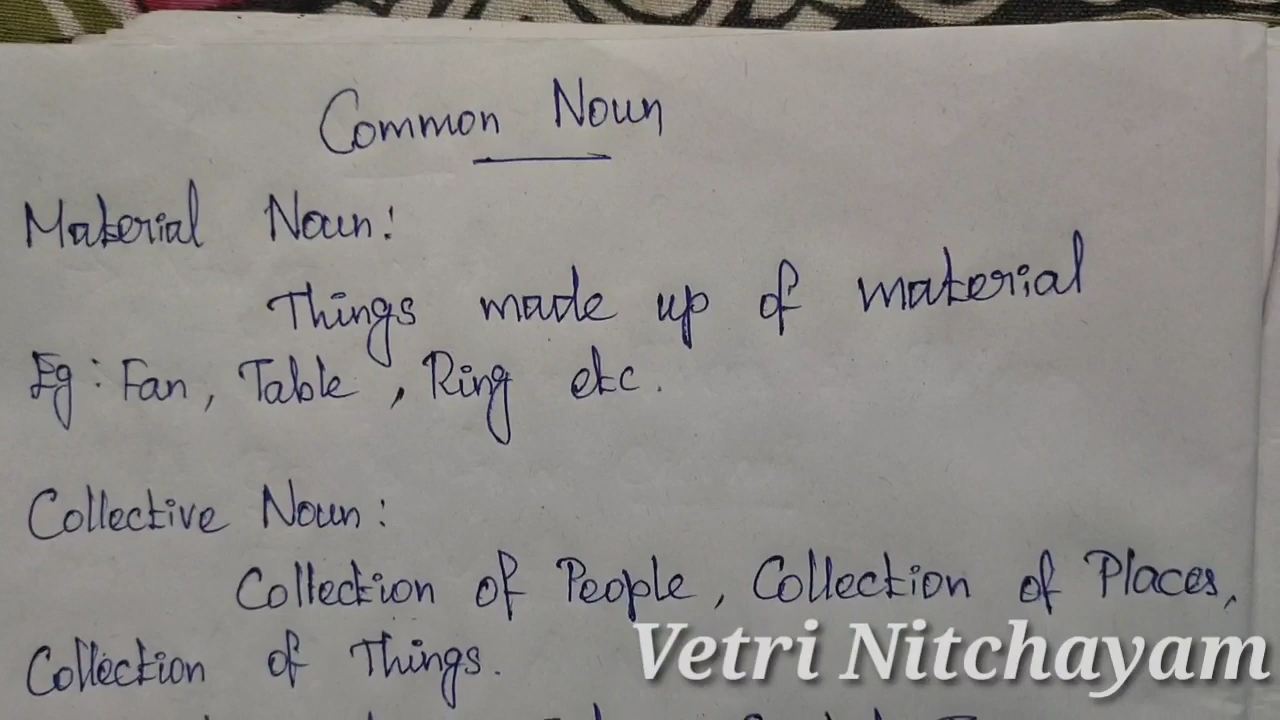 Common Noun
Material Noun:
Things made up of material
Eg: Fan, Table, Ring etc.
Collective Noun:
Collection of People, Collection of Places,
Collection of Things.
Vetri Nitchayam